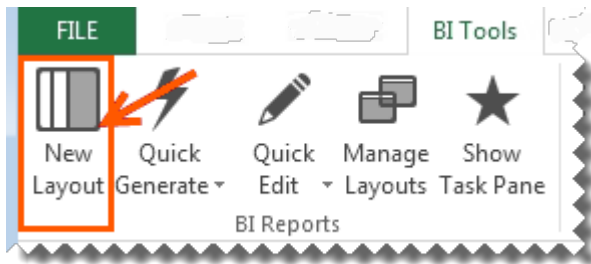 FILE BI Tools
New Quick Quick Manage Show
Layout Generate Edit Layouts Task Pane
BI Reports